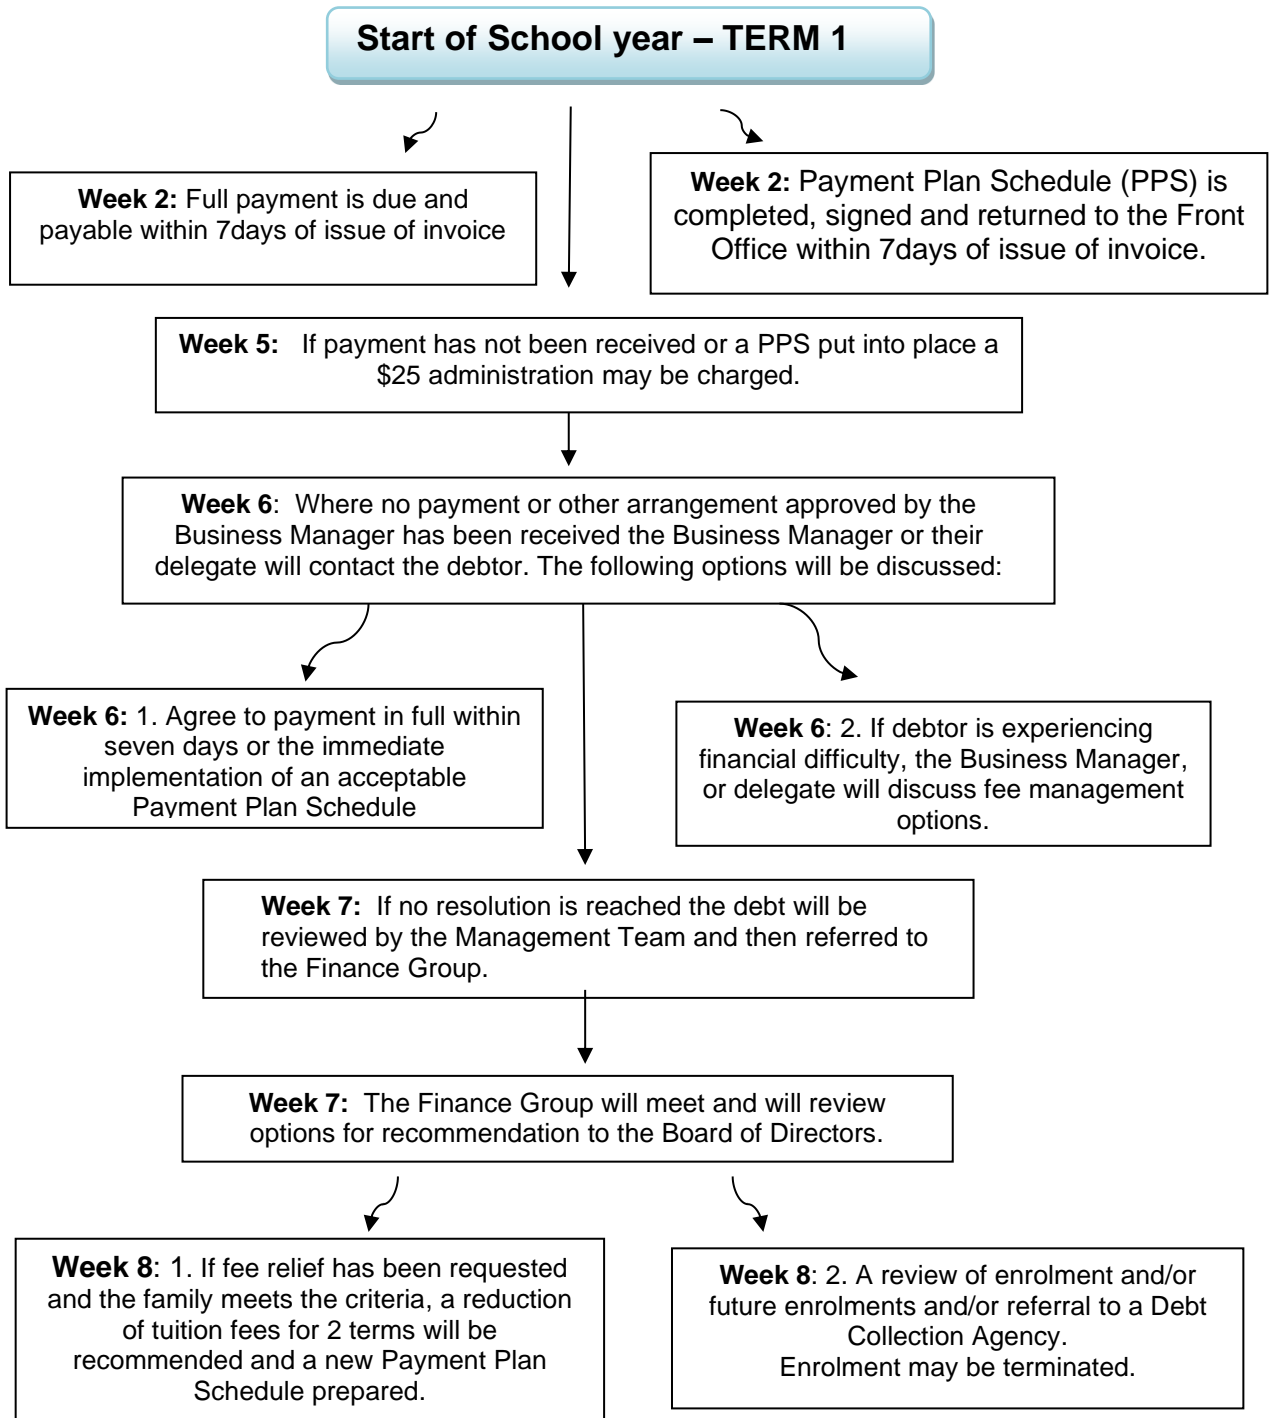 Start of School year – TERM 1
Week 2: Full payment is due and
payable within 7days of issue of invoice
Week 2: Payment Plan Schedule (PPS) is
completed, signed and returned to the Front
Office within 7days of issue of invoice.
Week 5: If payment has not been received or a PPS put into place a
$25 administration may be charged.
Week 6: Where no payment or other arrangement approved by the
Business Manager has been received the Business Manager or their
delegate will contact the debtor. The following options will be discussed:
Week 6: 1. Agree to payment in full within
seven days or the immediate
implementation of an acceptable
Payment Plan Schedule
Week 6: 2. If debtor is experiencing
financial difficulty, the Business Manager,
or delegate will discuss fee management
options.
Week 7: If no resolution is reached the debt will be
reviewed by the Management Team and then referred to
the Finance Group.
Week 7: The Finance Group will meet and will review
options for recommendation to the Board of Directors.
Week 8: 1. If fee relief has been requested
and the family meets the criteria, a reduction
of tuition fees for 2 terms will be
recommended and a new Payment Plan
Schedule prepared.
Week 8: 2. A review of enrolment and/or
future enrolments and/or referral to a Debt
Collection Agency.
Enrolment may be terminated.